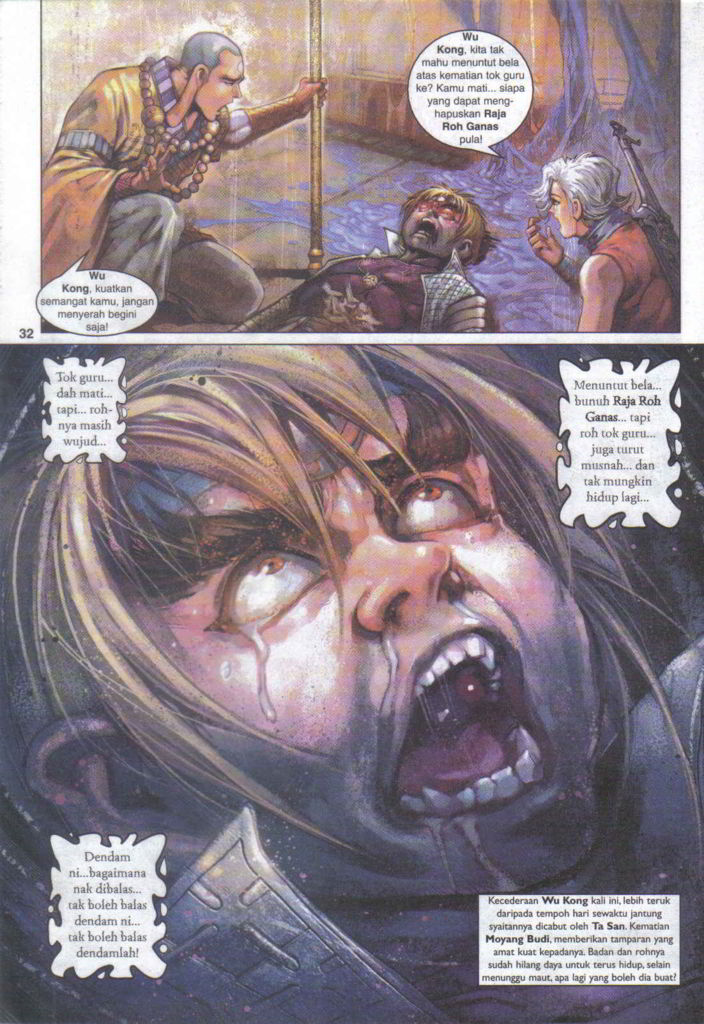 Wu
Kong, kita tak
mahu menuntut bela
atas kematian tok guru
ke? Kamu mati... siapa
yang dapat meng-
hapuskan Raja
Roh Ganas
pula!
Wu
Kong, kuatkan
semangat kamu, jangan
menyerah begini
saja!
32
Tok guru...
dah mati...
tapi... roh-
nya masih
wujud...
Menuntut bela...
bunuh Raja Roh
Ganas... tapi
roh tok guru...
juga turut
musnah... dan
tak mungkin
hidup lagi...
Dendam
ni...bagaimana
nak dibalas...
tak boleh balas
dendam ni...
tak boleh balas
dendamlah!
Kecederaan Wu Kong kali ini, lebih teruk
daripada tempoh hari sewaktu jantung
syaitannya dicabut oleh Ta San. Kematian
Moyang Budi, memberikan tamparan yang
amat kuat kepadanya. Badan dan rohnya
sudah hilang daya untuk terus hidup, selain
menunggu maut, apa lagi yang boleh dia buat?